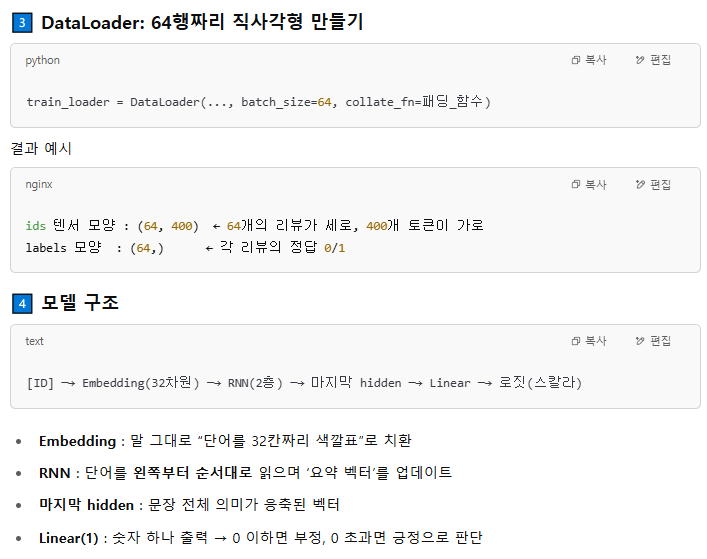 3 DataLoader: 64행짜리 직사각형 만들기
python 복사 편집
train_loader = DataLoader(..., batch_size=64, collate_fn=패딩_함수)
결과 예시
nginx 복사 편집
ids 텐서 모양 : (64, 400) ← 64개의 리뷰가 세로, 400개 토큰이 가로
labels 모양 : (64,) ← 각 리뷰의 정답 0/1
4 모델 구조
text 복사 편집
[ID] → Embedding(32차원) → RNN(2층) → 마지막 hidden → Linear → 로짓(스칼라)
• Embedding : 말 그대로 “단어를 32칸짜리 색깔표”로 치환
• RNN : 단어를 왼쪽부터 순서대로 읽으며 ‘요약 벡터’를 업데이트
• 마지막 hidden : 문장 전체 의미가 응축된 벡터
• Linear(1) : 숫자 하나 출력 → 0 이하면 부정, 0 초과면 긍정으로 판단